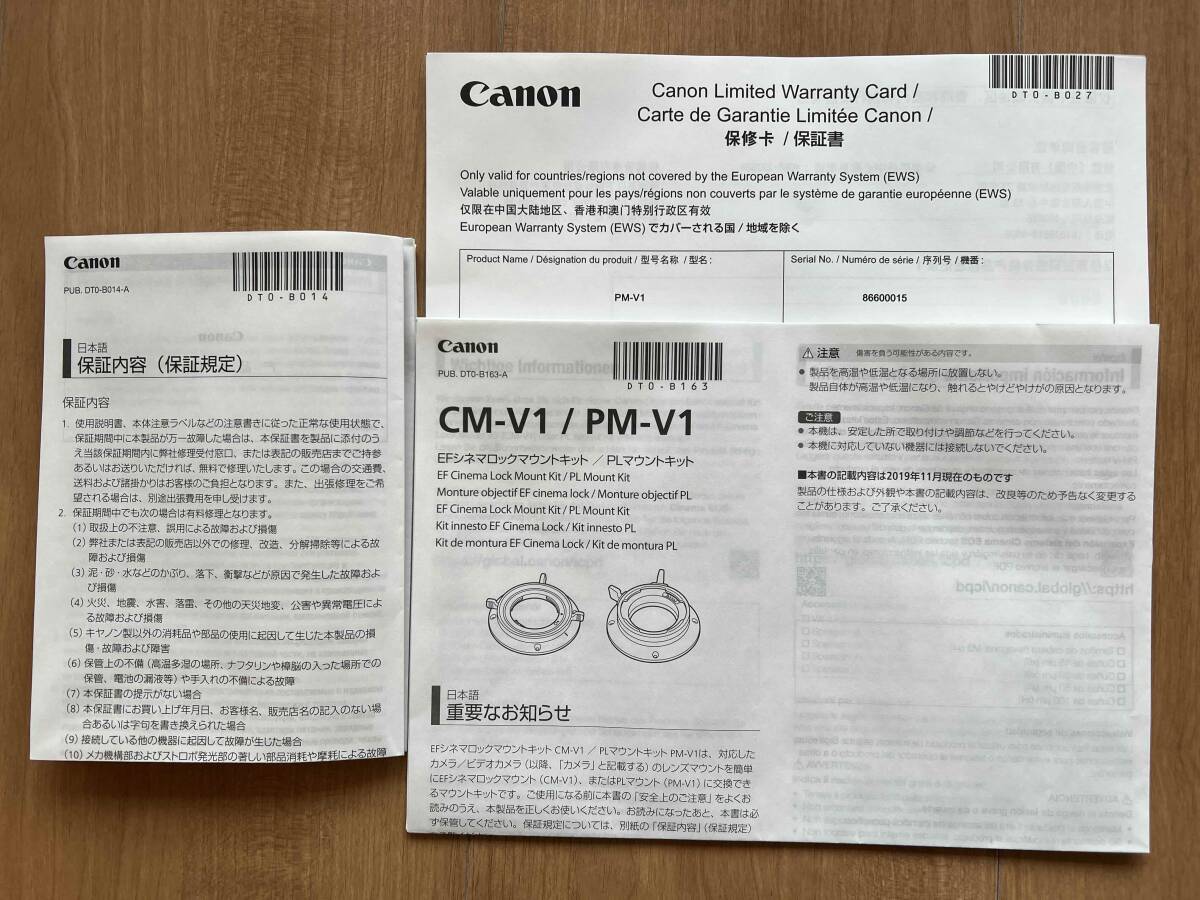 Canon
Canon Limited Warranty Card /
Carte de Garantie Limitée Canon /
保修卡 / 保証書
DT0-B027
Only valid for countries/regions not covered by the European Warranty System (EWS)
Valable uniquement pour les pays/régions non couverts par le système de garantie européenne (EWS)
仅限在中国大陆地区、香港和澳门特别行政区有效
European Warranty System (EWS) でカバーされる国 / 地域を除く
Product Name / Désignation du produit / 型号名称 / 型名:
PM-V1
Serial No. / Numéro de série / 序列号 / 機番:
86600015
Canon
PUB. DT0-B014-A
DT0-B014
日本語
保証内容（保証規定）
保証内容
1. 使用説明書、本体注意ラベルなどの注意書きに従った正常な使用状態で、
保証期間中に本製品が万一故障した場合は、本保証書を製品に添付のう
え当該保証期間内に弊社修理受付窓口、または表記の販売店までご持参
あるいはお送りいただければ、無料で修理いたします。この場合の交通費、
送料および諸掛かりはお客様のご負担となります。また、出張修理をご希
望される場合は、別途出張費用を申し受けます。
2. 保証期間中でも次の場合は有料修理となります。
(1) 取扱上の不注意、誤用による故障および損傷
(2) 弊社または表記の販売店以外での修理、改造、分解掃除等による故
障および損傷
(3) 泥・砂・水などのかぶり、落下、衝撃などが原因で発生した故障およ
び損傷
(4) 火災、地震、水害、落雷、その他の天災地変、公害や異常電圧によ
る故障および損傷
(5) キヤノン製以外の消耗品や部品の使用に起因して生じた本製品の損
傷・故障および障害
(6) 保管上の不備（高温多湿の場所、ナフタリンや樟脳の入った場所での
保管、電池の漏液等）や手入れの不備による故障
(7) 本保証書の提示がない場合
(8) 本保証書にお買い上げ年月日、お客様名、販売店名の記入のない場
合あるいは字句を書き換えられた場合
(9) 接続している他の機器に起因して故障が生じた場合
(10) メカ機構部およびストロボ発光部の著しい部品消耗や摩耗による故障
Canon
PUB. DT0-B163-A
DT0-B163
CM-V1 / PM-V1
EFシネマロックマウントキット ／ PLマウントキット
EF Cinema Lock Mount Kit / PL Mount Kit
Monture objectif EF cinema lock / Monture objectif PL
EF Cinema Lock Mount Kit / PL Mount Kit
Kit innesto EF Cinema Lock / Kit innesto PL
Kit de montura EF Cinema Lock / Kit de montura PL
日本語
重要なお知らせ
EFシネマロックマウントキット CM-V1 ／ PLマウントキット PM-V1は、対応した
カメラ／ビデオカメラ（以降、「カメラ」と記載する）のレンズマウントを簡単
にEFシネマロックマウント（CM-V1）、またはPLマウント（PM-V1）に交換でき
るマウントキットです。ご使用になる前に本書の「安全上のご注意」をよくお
読みのうえ、本製品を正しくお使いください。お読みになったあと、本書は必
ず保管してください。保証規定については、別紙の「保証内容」（保証規定）
⚠ 注意 傷害を負う可能性がある内容です。
● 製品を高温や低温となる場所に放置しない。
製品自体が高温や低温になり、触れるとやけどやけがの原因となります。
ご注意
● 本機は、安定した所で取り付けや調節などを行ってください。
● 本機に対応していない機器には接続しないでください。
■本書の記載内容は2019年11月現在のものです
製品の仕様および外観や本書の記載内容は、改良等のため予告なく変更する
ことがあります。ご了承ください。